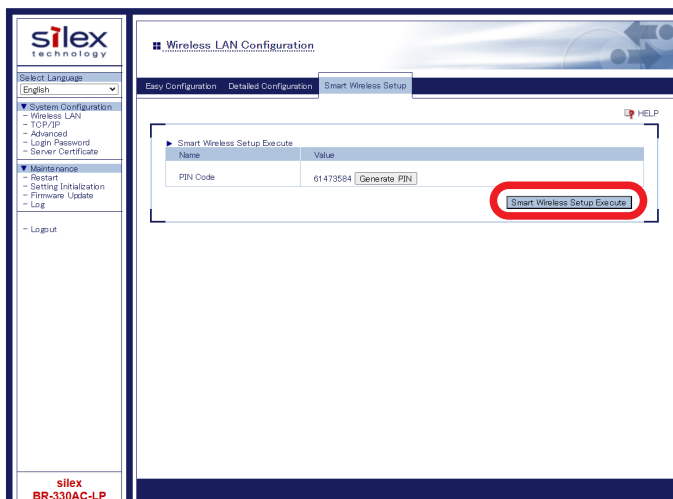 silex
technology
Select Language
English
▼ System Configuration
- Wireless LAN
- TCP/IP
- Advanced
- Login Password
- Server Certificate
▼ Maintenance
- Restart
- Setting Initialization
- Firmware Update
- Log
- Logout
silex
BR-330AC-LP
Wireless LAN Configuration
Easy Configuration Detailed Configuration Smart Wireless Setup
HELP
▶ Smart Wireless Setup Execute
Name Value
PIN Code 61473584 Generate PIN
Smart Wireless Setup Execute